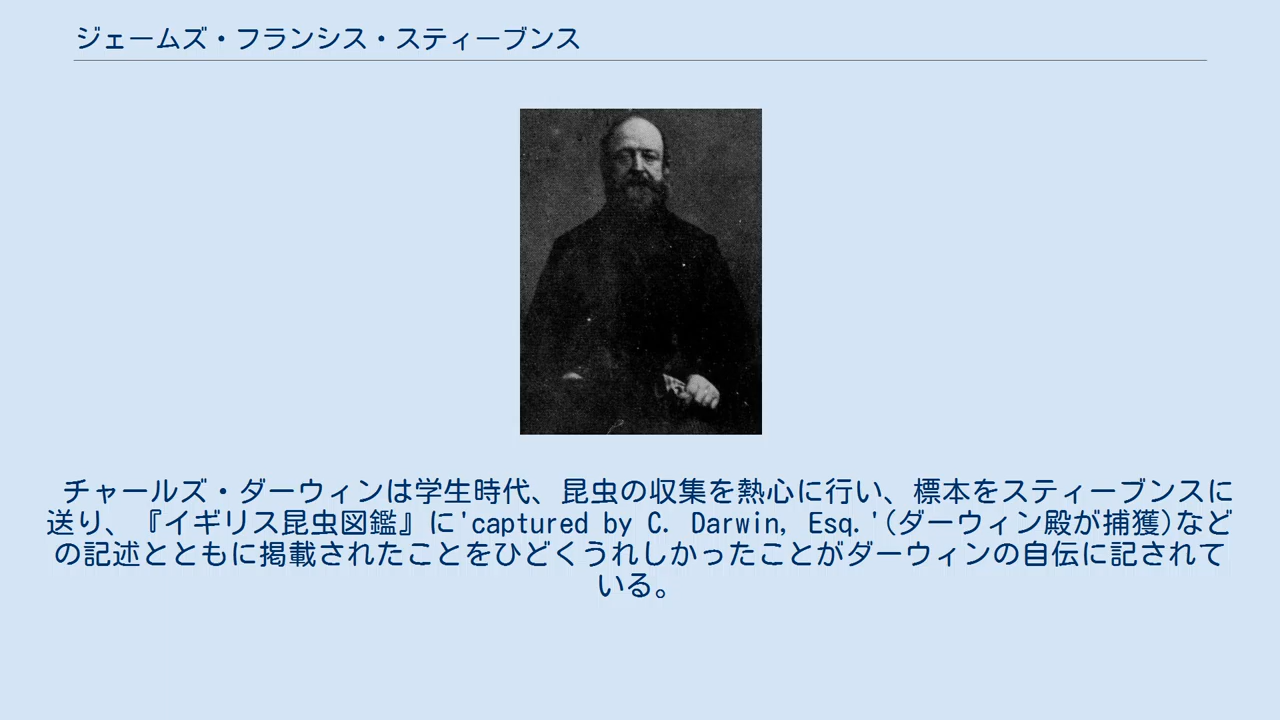 ジェームズ・フランシス・スティーブンス
チャールズ・ダーウィンは学生時代、昆虫の収集を熱心に行い、標本をスティーブンスに
送り、『イギリス昆虫図鑑』に'captured by C. Darwin, Esq.'(ダーウィン殿が捕獲)など
の記述とともに掲載されたことをひどくうれしかったことがダーウィンの自伝に記されて
いる。